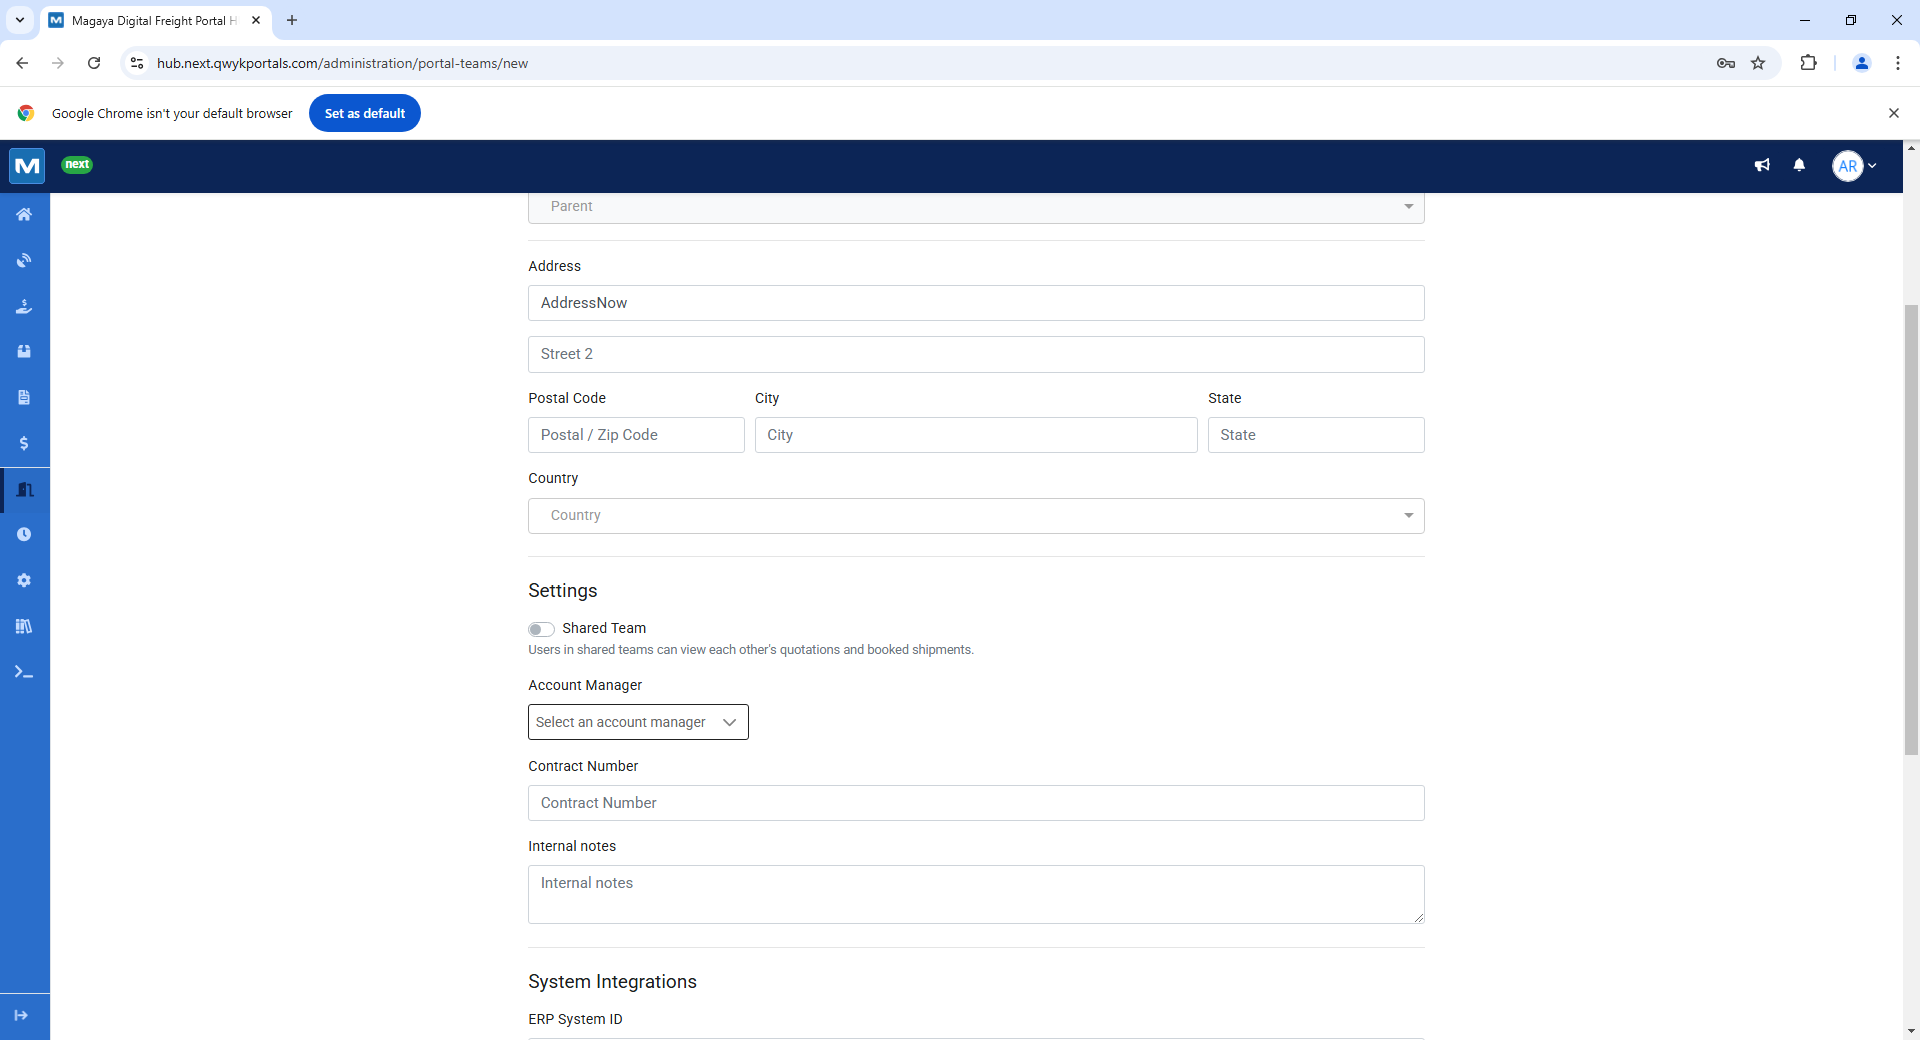 Magaya Digital Freight Portal H
hub.next.qwykportals.com/administration/portal-teams/new
Google Chrome isn't your default browser
Set as default
M
next
AR
Parent
Address
AddressNow
Street 2
Postal Code City State
Postal / Zip Code City State
Country
Country
Settings
Shared Team
Users in shared teams can view each other's quotations and booked shipments.
Account Manager
Select an account manager
Contract Number
Contract Number
Internal notes
Internal notes
System Integrations
ERP System ID